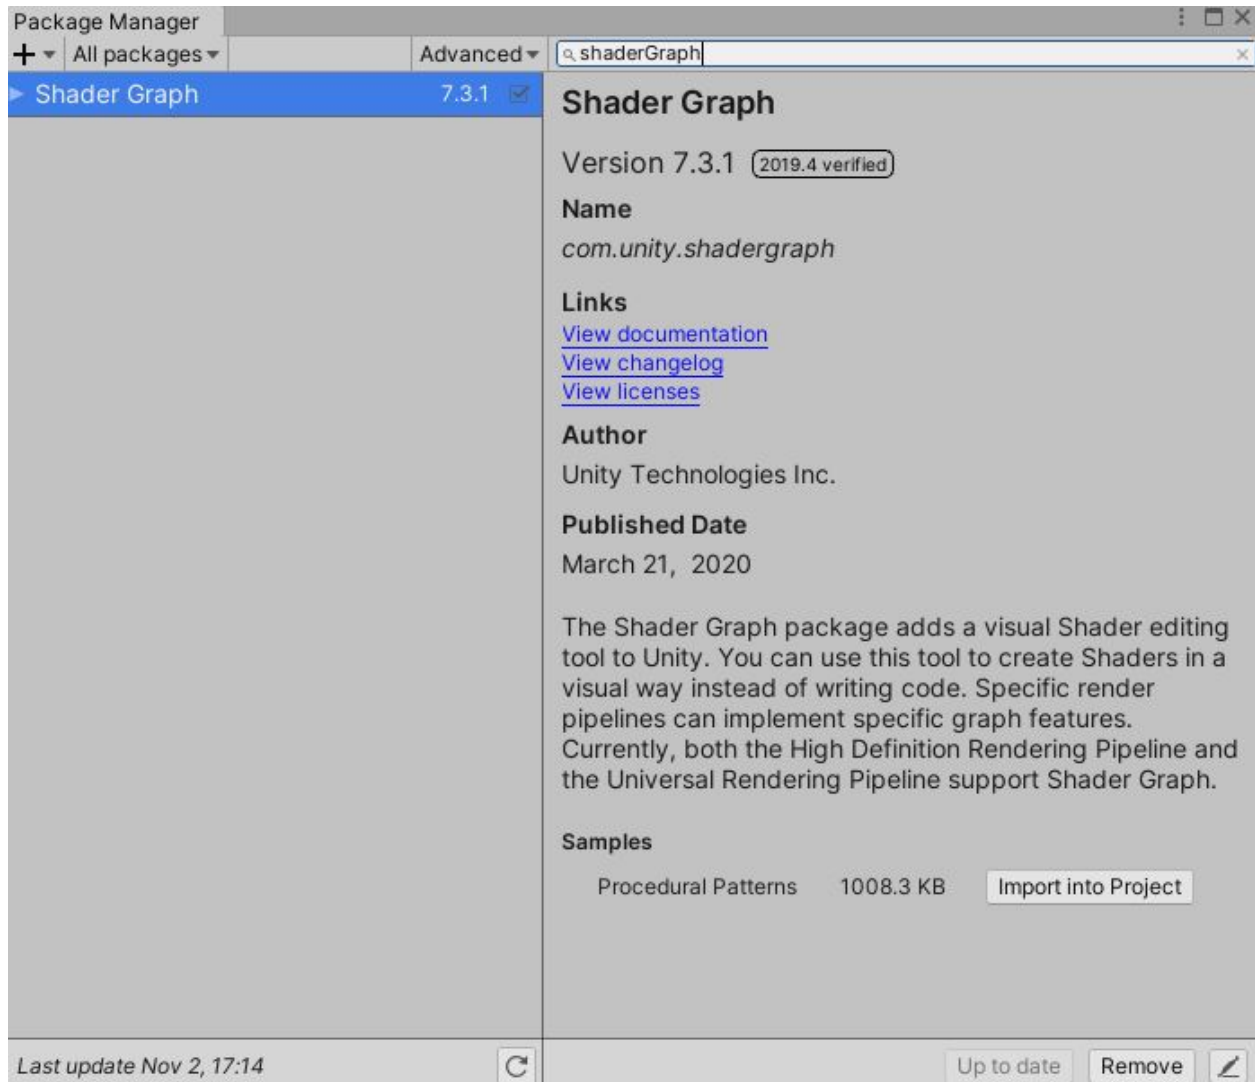 Package Manager
All packages
Advanced
shaderGraph
Shader Graph 7.3.1
Shader Graph
Version 7.3.1 2019.4 verified
Name
com.unity.shadergraph
Links
View documentation
View changelog
View licenses
Author
Unity Technologies Inc.
Published Date
March 21, 2020
The Shader Graph package adds a visual Shader editing
tool to Unity. You can use this tool to create Shaders in a
visual way instead of writing code. Specific render
pipelines can implement specific graph features.
Currently, both the High Definition Rendering Pipeline and
the Universal Rendering Pipeline support Shader Graph.
Samples
Procedural Patterns 1008.3 KB Import into Project
Last update Nov 2, 17:14
Up to date Remove